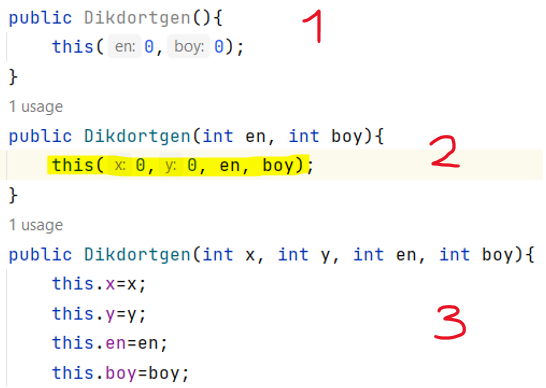 public Dikdortgen(){ 1
this( en: 0, boy: 0);
}
1 usage
public Dikdortgen(int en, int boy){ 2
this( x: 0, y: 0, en, boy);
}
1 usage
public Dikdortgen(int x, int y, int en, int boy){
this.x=x;
this.y=y;
this.en=en; 3
this.boy=boy;